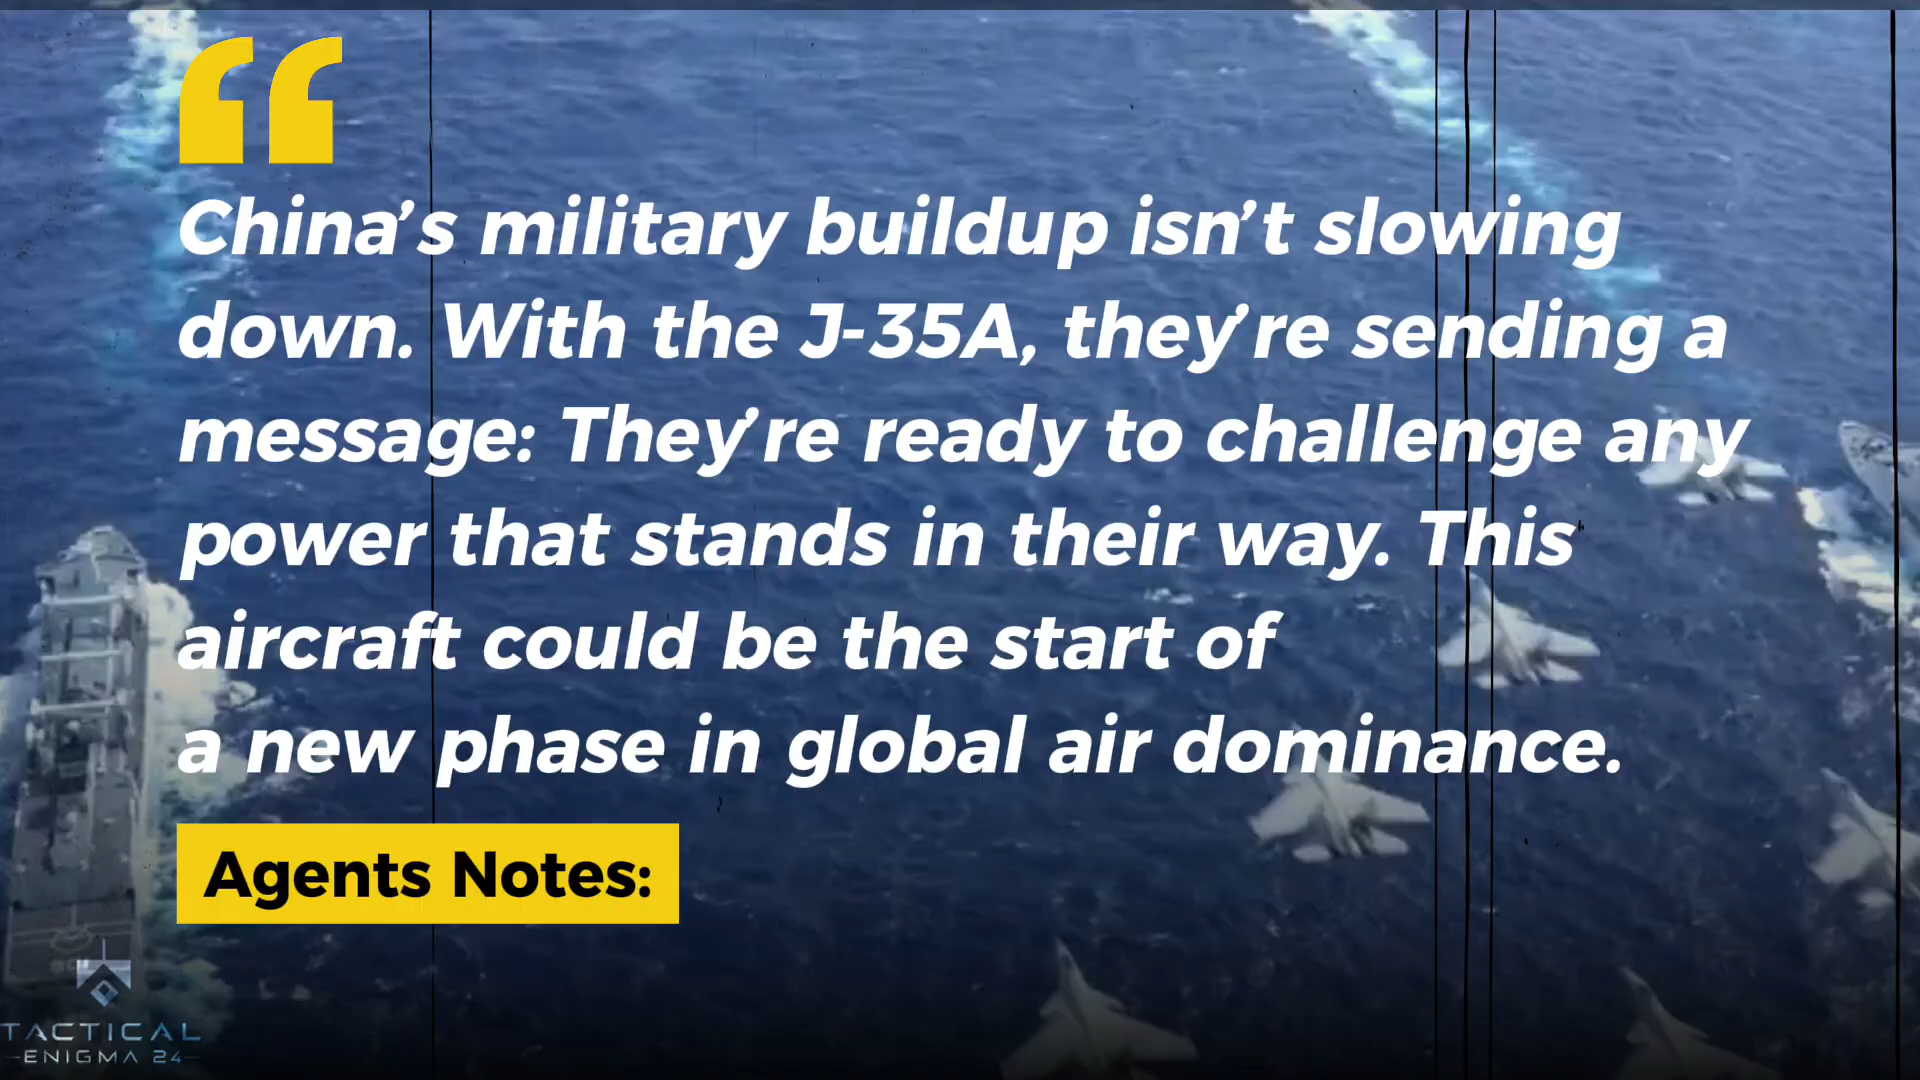 “
China’s military buildup isn’t slowing
down. With the J-35A, they’re sending a
message: They’re ready to challenge any
power that stands in their way. This
aircraft could be the start of
a new phase in global air dominance.
Agents Notes:
TACTICAL
ENIGMA 24